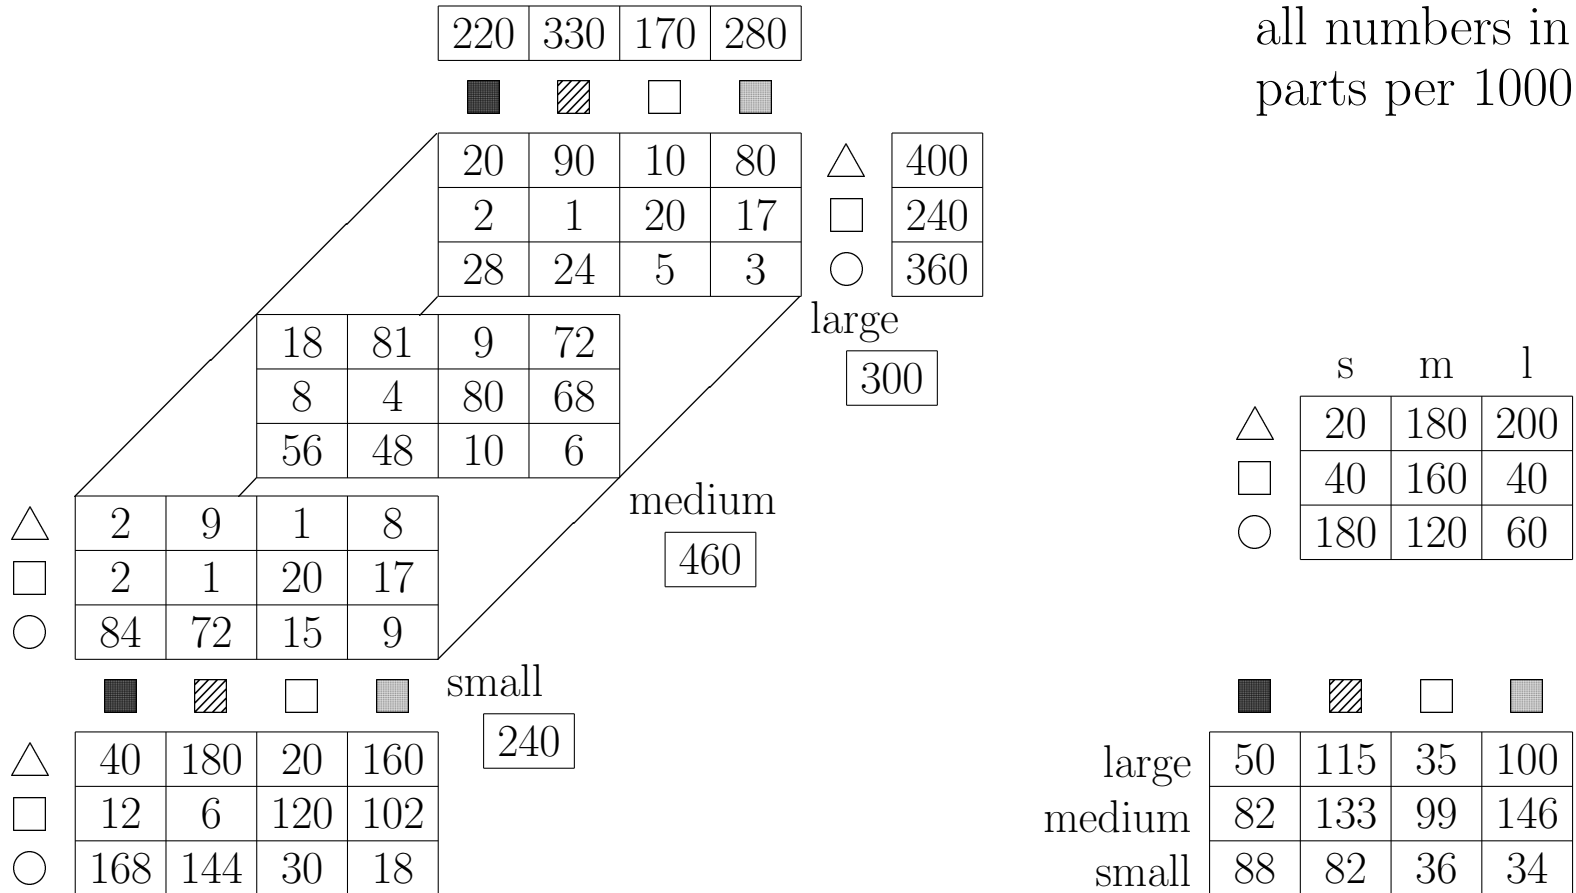 220 330 170 280
all numbers in
parts per 1000
20 90 10 80 400
2 1 20 17 240
28 24 5 3 360
large
300
18 81 9 72
8 4 80 68
56 48 10 6
medium
460
s m l
20 180 200
40 160 40
180 120 60
2 9 1 8
2 1 20 17
84 72 15 9
small
240
40 180 20 160
12 6 120 102
168 144 30 18
large 50 115 35 100
medium 82 133 99 146
small 88 82 36 34